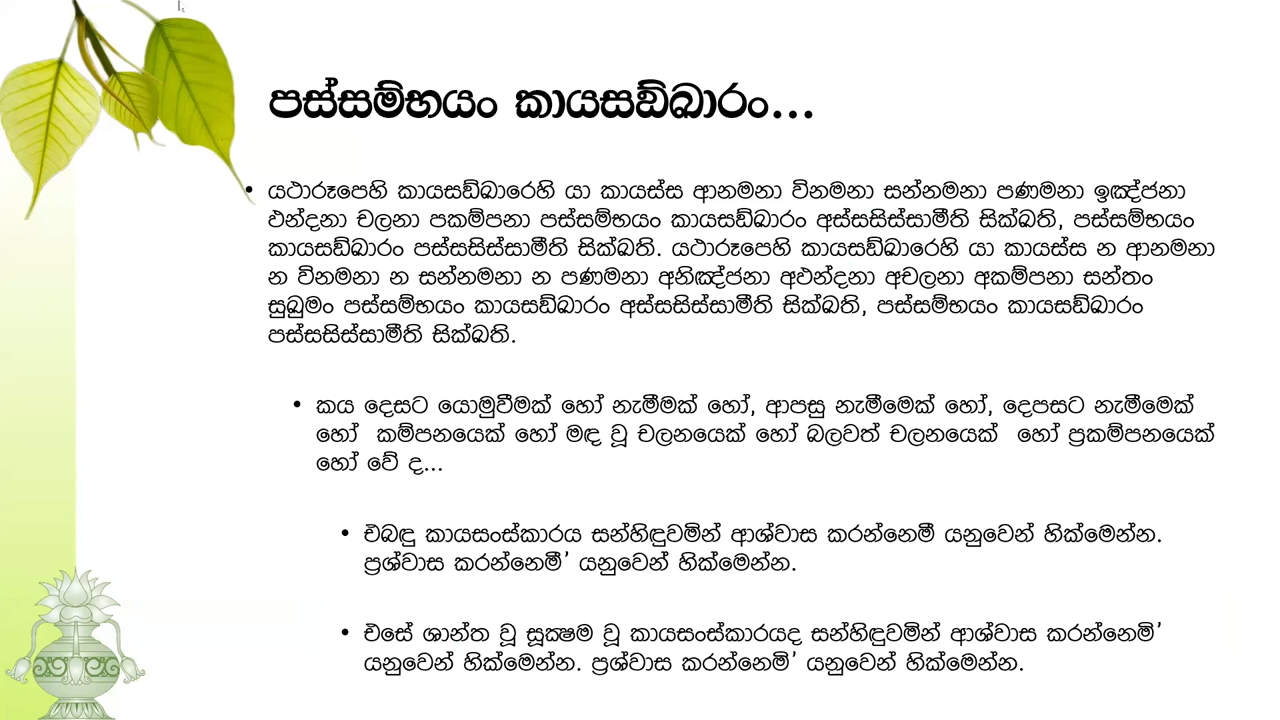 පස්සම්භයං කායසඞ්ඛාරං...
• යථාරූපෙහි කායසඞ්ඛාරෙහි යා කායස්ස ආනමනා විනමනා සන්නමනා පණමනා ඉඤ්ජනා
ඵන්දනා චලනා පකම්පනා පස්සම්භයං කායසඞ්ඛාරං අස්සසිස්සාමීති සික්ඛති, පස්සම්භයං
කායසඞ්ඛාරං පස්සසිස්සාමීති සික්ඛති. යථාරූපෙහි කායසඞ්ඛාරෙහි යා කායස්ස න ආනමනා
න විනමනා න සන්නමනා න පණමනා අනිඤ්ජනා අඵන්දනා අචලනා අකම්පනා සන්තං
සුඛුමං පස්සම්භයං කායසඞ්ඛාරං අස්සසිස්සාමීති සික්ඛති, පස්සම්භයං කායසඞ්ඛාරං
පස්සසිස්සාමීති සික්ඛති.
• කය දෙසට යොමුවීමක් හෝ නැමීමක් හෝ, ආපසු නැමීමෙක් හෝ, දෙපසට නැමීමෙක්
හෝ කම්පනයෙක් හෝ මඳ වූ චලනයෙක් හෝ බලවත් චලනයෙක් හෝ ප්‍රකම්පනයෙක්
හෝ වේ ද...
• එබඳු කායසංස්කාරය සන්හිඳුවමින් ආශ්වාස කරන්නෙමී යනුවෙන් හික්මෙන්න.
ප්‍රශ්වාස කරන්නෙමී’ යනුවෙන් හික්මෙන්න.
• එසේ ශාන්ත වූ සූක්‍ෂම වූ කායසංස්කාරයද සන්හිඳුවමින් ආශ්වාස කරන්නෙමි’
යනුවෙන් හික්මෙන්න. ප්‍රශ්වාස කරන්නෙමි’ යනුවෙන් හික්මෙන්න.